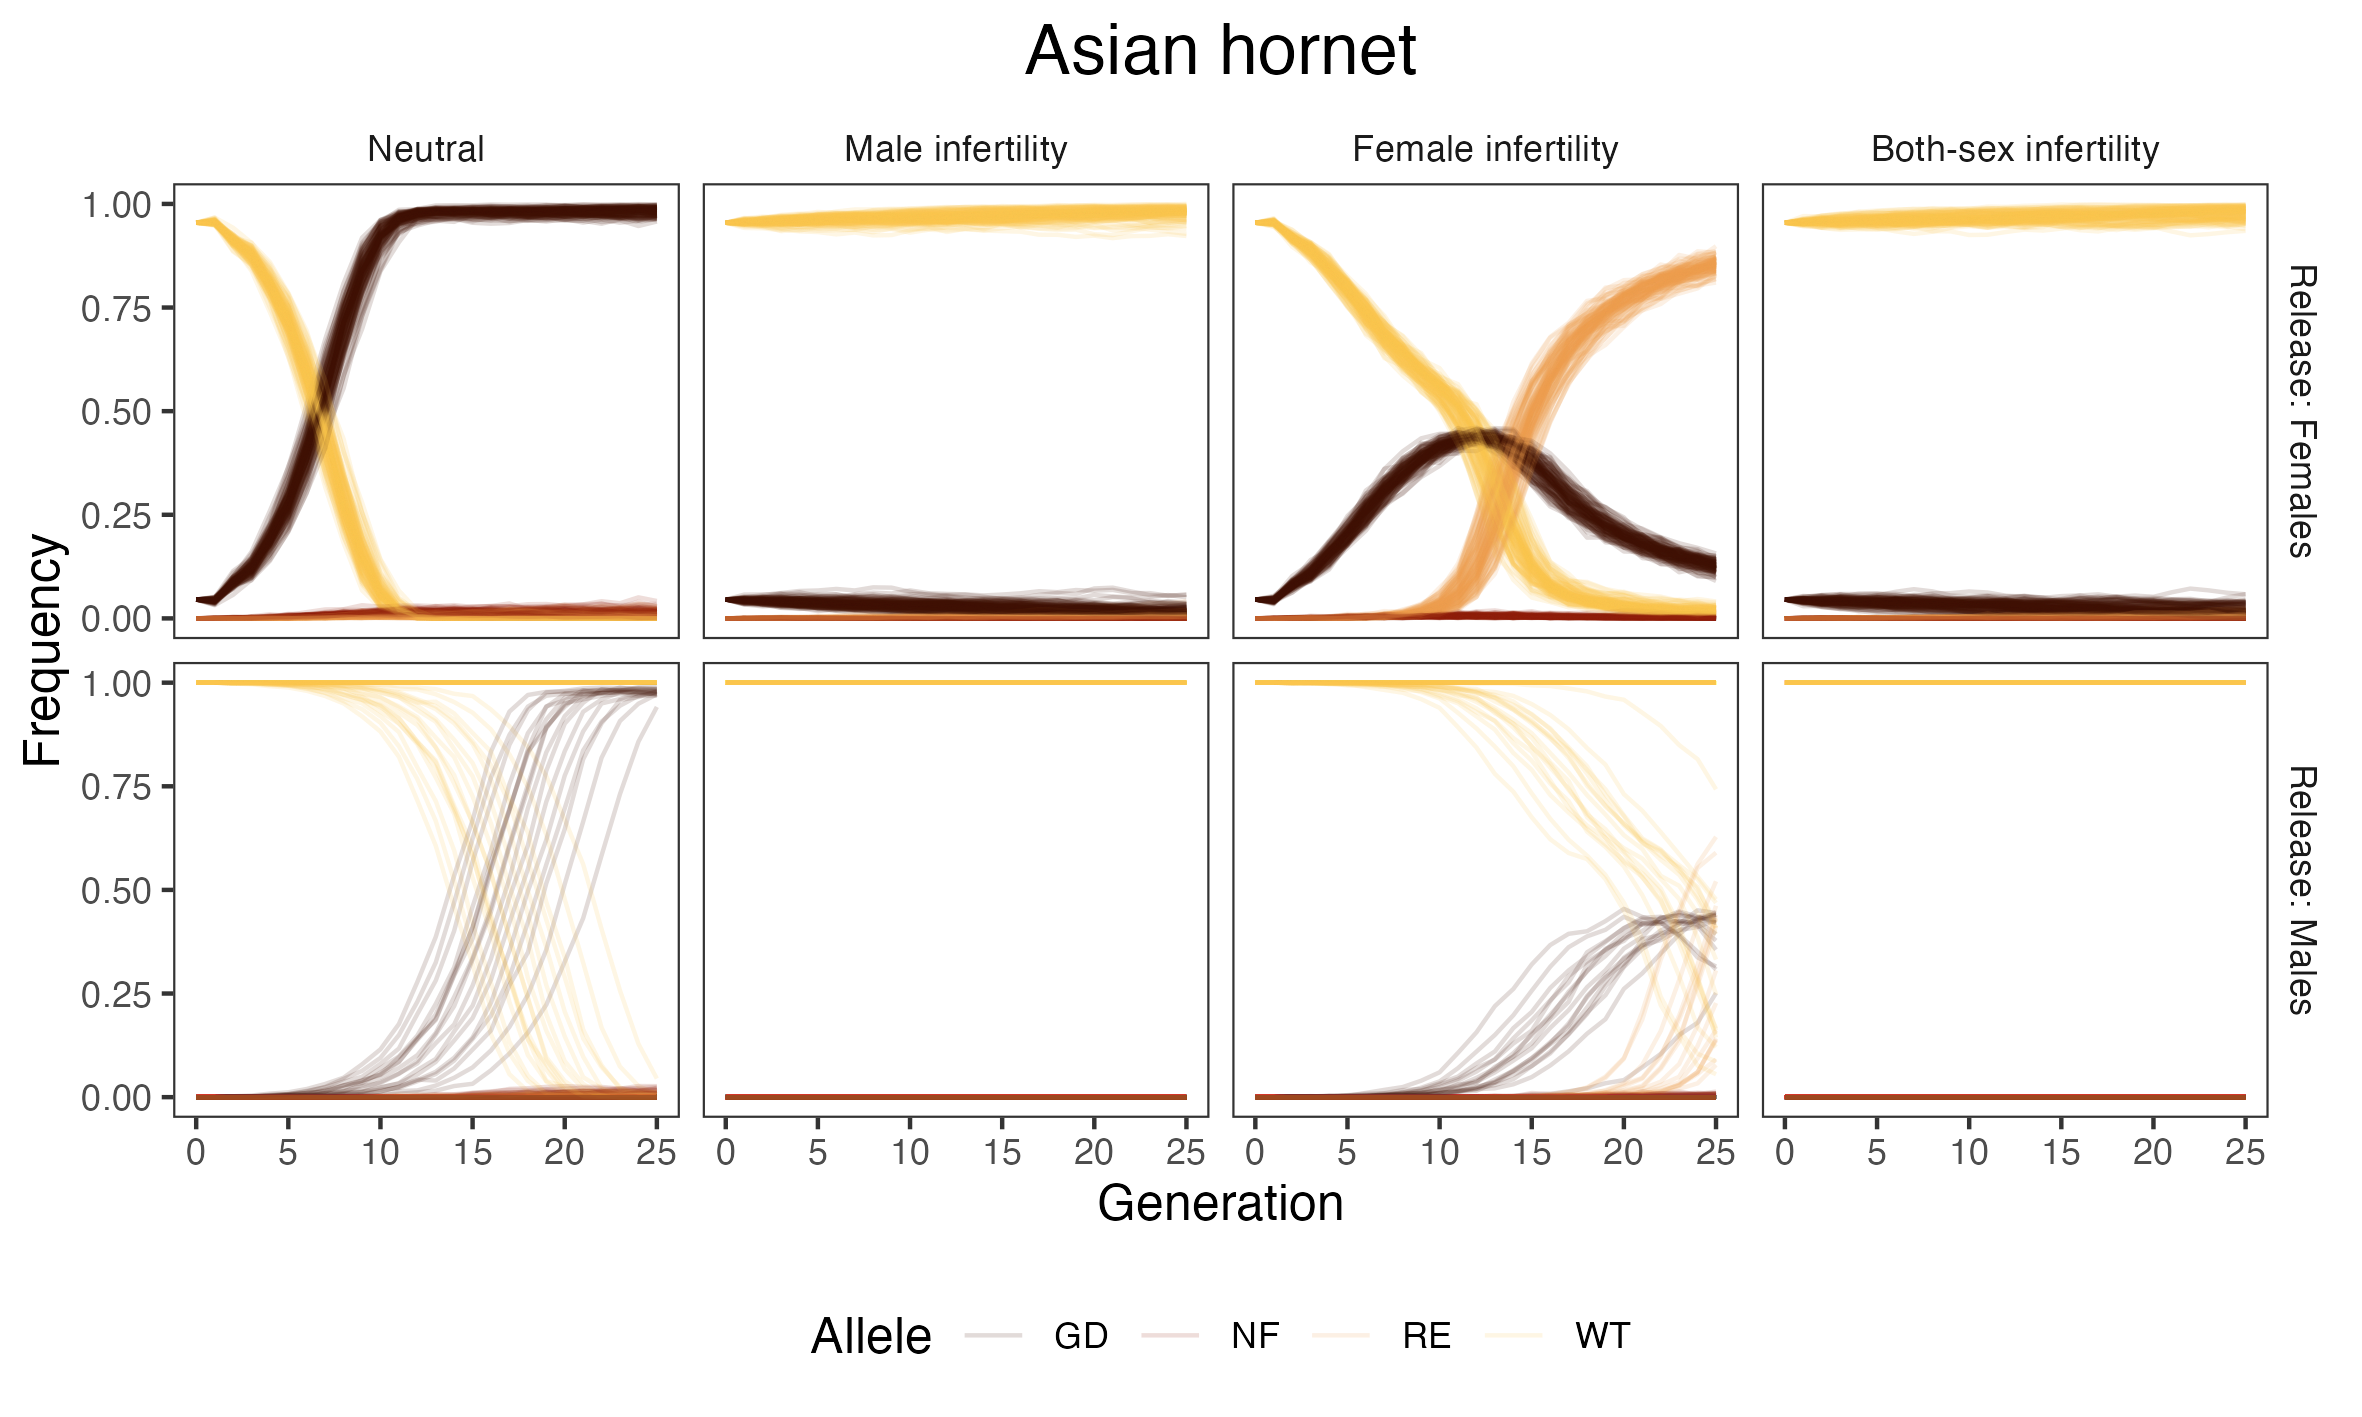 Asian hornet
Neutral
Male infertility
Female infertility
Both-sex infertility
1.00
0.75
0.50
0.25
0.00
Release: Females
Frequency
1.00
0.75
0.50
0.25
0.00
Release: Males
0 5 10 15 20 25
0 5 10 15 20 25
0 5 10 15 20 25
0 5 10 15 20 25
Generation
Allele GD NF RE WT